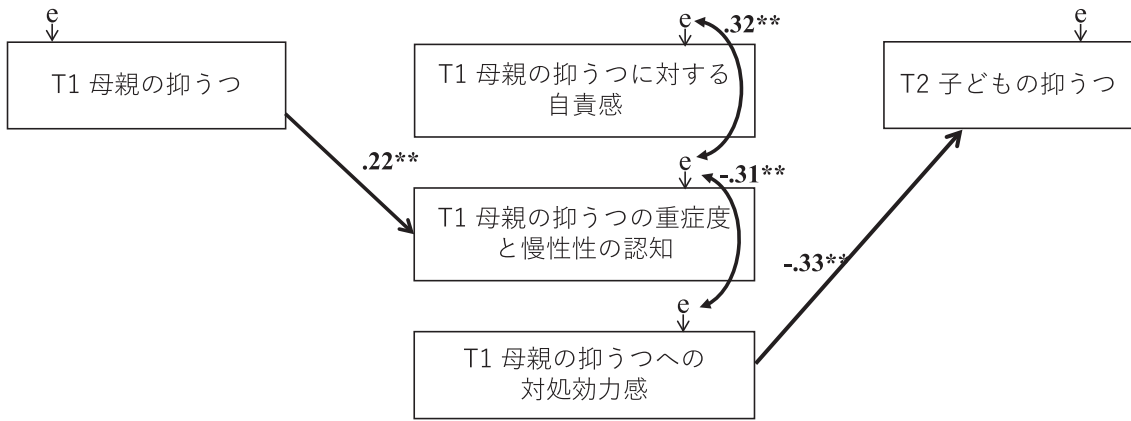 e
T1 母親の抑うつ
e
.32**
T1 母親の抑うつに対する
自責感
e
T2 子どもの抑うつ
.22**
e
-.31**
T1 母親の抑うつの重症度
と慢性性の認知
-.33**
e
T1 母親の抑うつへの
対処効力感